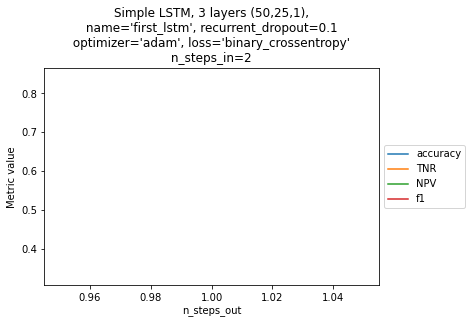 Simple LSTM, 3 layers (50,25,1),
name='first_lstm', recurrent_dropout=0.1
optimizer='adam', loss='binary_crossentropy'
n_steps_in=2
0.8
0.7
0.6
0.5
0.4
Metric value
0.96
0.98
1.00
1.02
1.04
n_steps_out
accuracy
TNR
NPV
f1